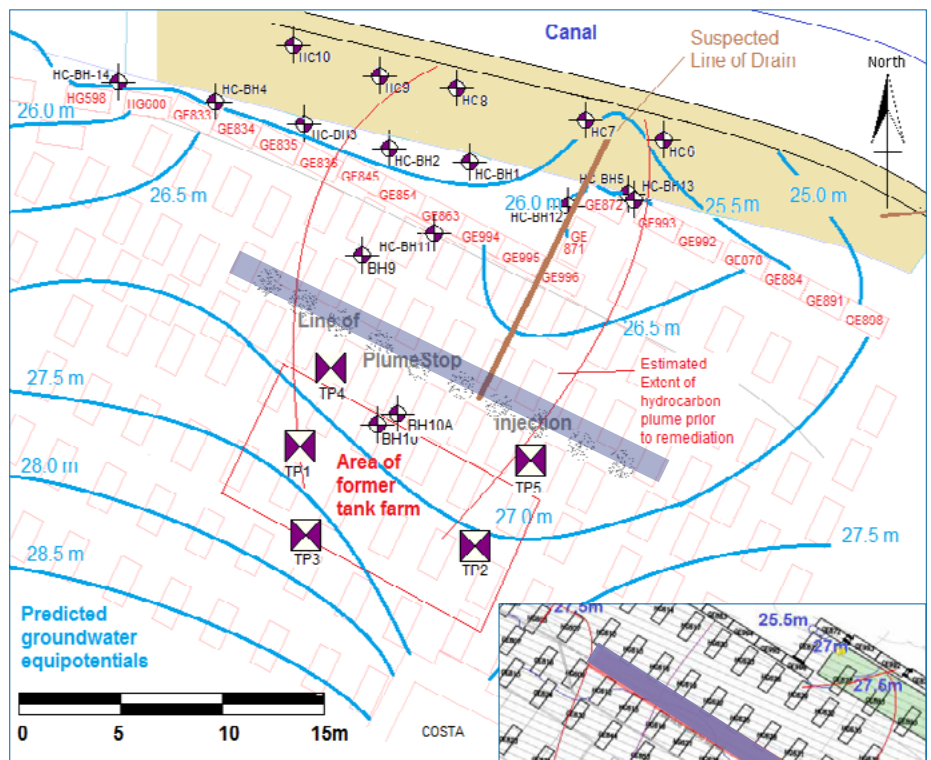 Canal
Suspected
Line of Drain
North
HC10
HC9
HC8
HC7
HC6
HC-BH-14
HC-BH4
HC-BH3
HC-BH2
HC-BH1
HC-BH5
HC-BH13
HC-BH12
HC-BH11
BH9
HG598
HG600
GE833
GE834
GE835
GE836
GE845
GE854
GE863
GE994
GE995
GE996
GE
871
GE872
GE993
GE992
GE884
GE891
26.0 m
26.5 m
26.0 m
25.5 m
25.0 m
26.5 m
Line of
PlumeStop
injection
TP4
BH10A
BH10
TP1
TP5
TP3
TP2
Area of
former
tank farm
Estimated
Extent of
hydrocarbon
plume prior
to remediation
27.5 m
28.0 m
28.5 m
27.0 m
27.5 m
Predicted
groundwater
equipotentials
0 5 10 15m
COSTA
27.5m
25.5m
27m
27.5m